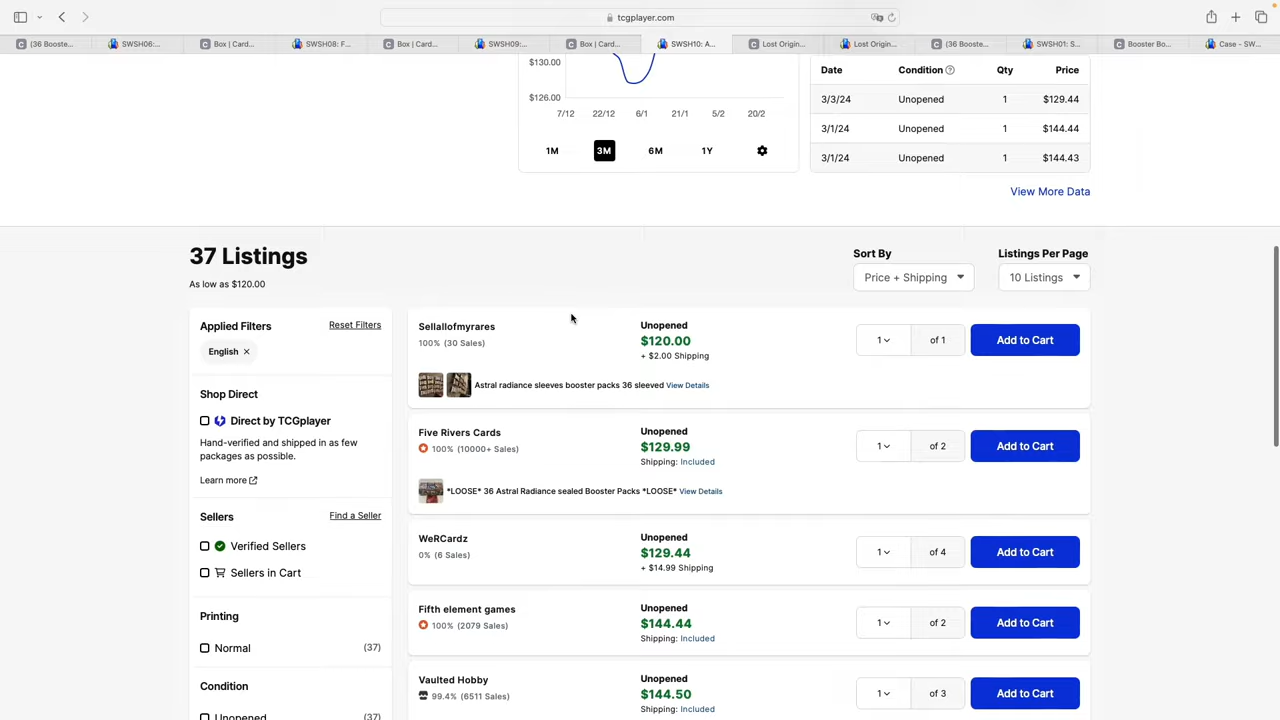 tcgplayer.com
(36 Booste...
SWSH06:...
Box | Card...
SWSH08: F...
Box | Card...
SWSH09:...
Box | Card...
SWSH10: A...
Lost Origin...
Lost Origin...
(36 Booste...
SWSH01: S...
Booster Bo...
Case - SW...
$130.00
$126.00
7/12 22/12 6/1 21/1 5/2 20/2
1M 3M 6M 1Y
Date Condition Qty Price
3/3/24 Unopened 1 $129.44
3/1/24 Unopened 1 $144.44
3/1/24 Unopened 1 $144.43
View More Data
37 Listings
As low as $120.00
Sort By
Price + Shipping
Listings Per Page
10 Listings
Applied Filters Reset Filters
English ×
Shop Direct
Direct by TCGplayer
Hand-verified and shipped in as few
packages as possible.
Learn more
Sellers Find a Seller
Verified Sellers
Sellers in Cart
Printing
Normal (37)
Condition
Unopened (37)
Sellallofmyrares
100% (30 Sales)
Unopened
$120.00
+ $2.00 Shipping
1 of 1 Add to Cart
Astral radiance sleeves booster packs 36 sleeved View Details
Five Rivers Cards
100% (10000+ Sales)
Unopened
$129.99
Shipping: Included
1 of 2 Add to Cart
*LOOSE* 36 Astral Radiance sealed Booster Packs *LOOSE* View Details
WeRCardz
0% (6 Sales)
Unopened
$129.44
+ $14.99 Shipping
1 of 4 Add to Cart
Fifth element games
100% (2079 Sales)
Unopened
$144.44
Shipping: Included
1 of 2 Add to Cart
Vaulted Hobby
99.4% (6511 Sales)
Unopened
$144.50
Shipping: Included
1 of 3 Add to Cart